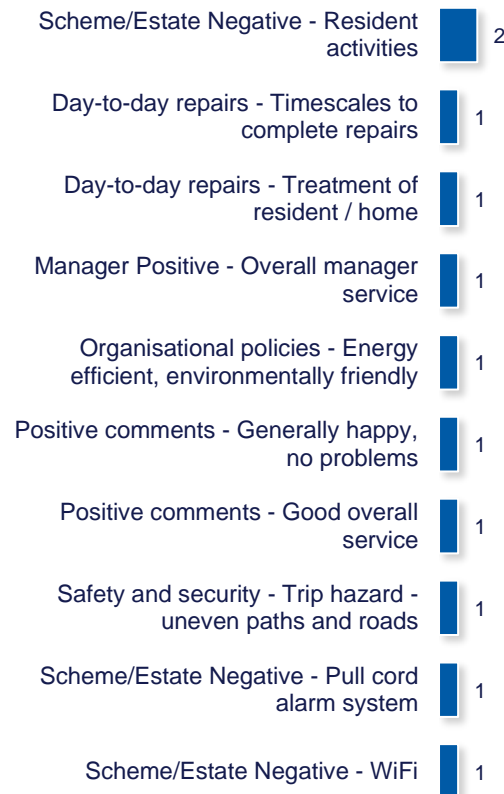 Scheme/Estate Negative - Resident
activities
2
Day-to-day repairs - Timescales to
complete repairs
1
Day-to-day repairs - Treatment of
resident / home
1
Manager Positive - Overall manager
service
1
Organisational policies - Energy
efficient, environmentally friendly
1
Positive comments - Generally happy,
no problems
1
Positive comments - Good overall
service
1
Safety and security - Trip hazard -
uneven paths and roads
1
Scheme/Estate Negative - Pull cord
alarm system
1
Scheme/Estate Negative - WiFi
1